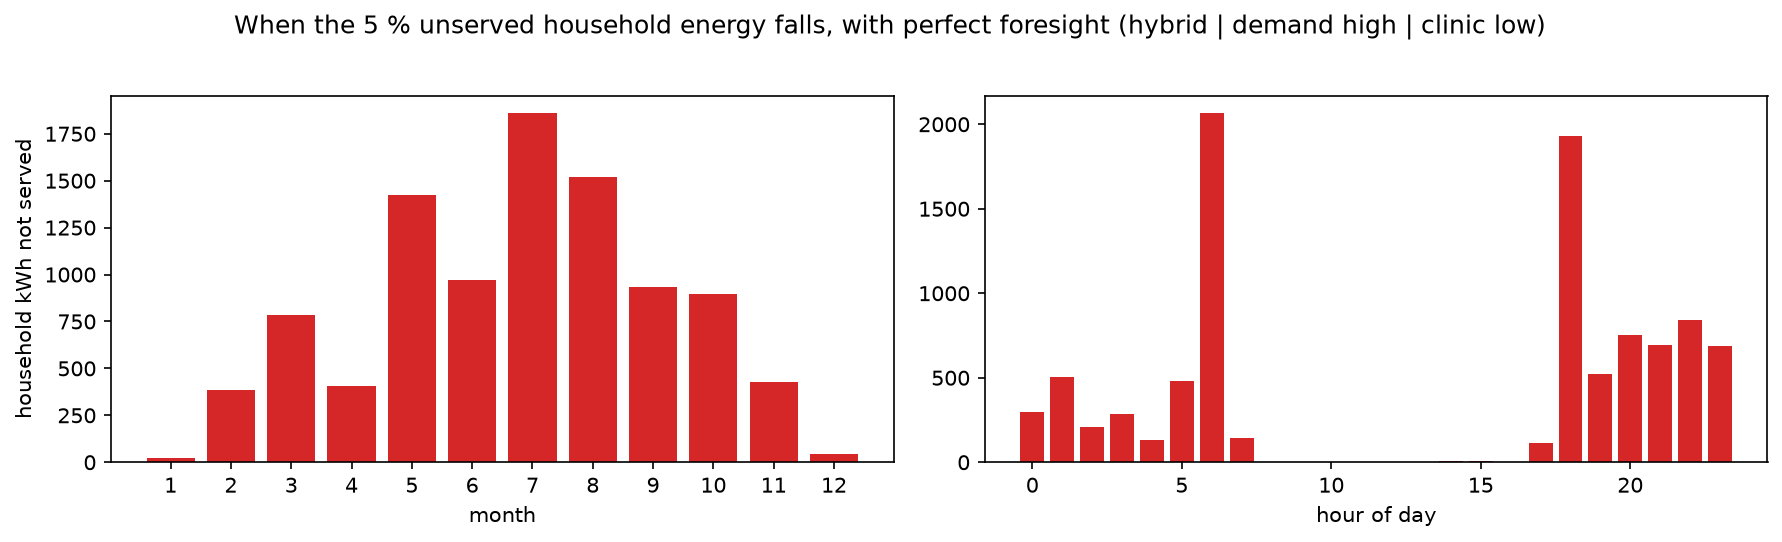 When the 5 % unserved household energy falls, with perfect foresight (hybrid | demand high | clinic low)
household kWh not served
1750
1500
1250
1000
750
500
250
0
1 2 3 4 5 6 7 8 9 10 11 12
month
2000
1500
1000
500
0
0 5 10 15 20
hour of day